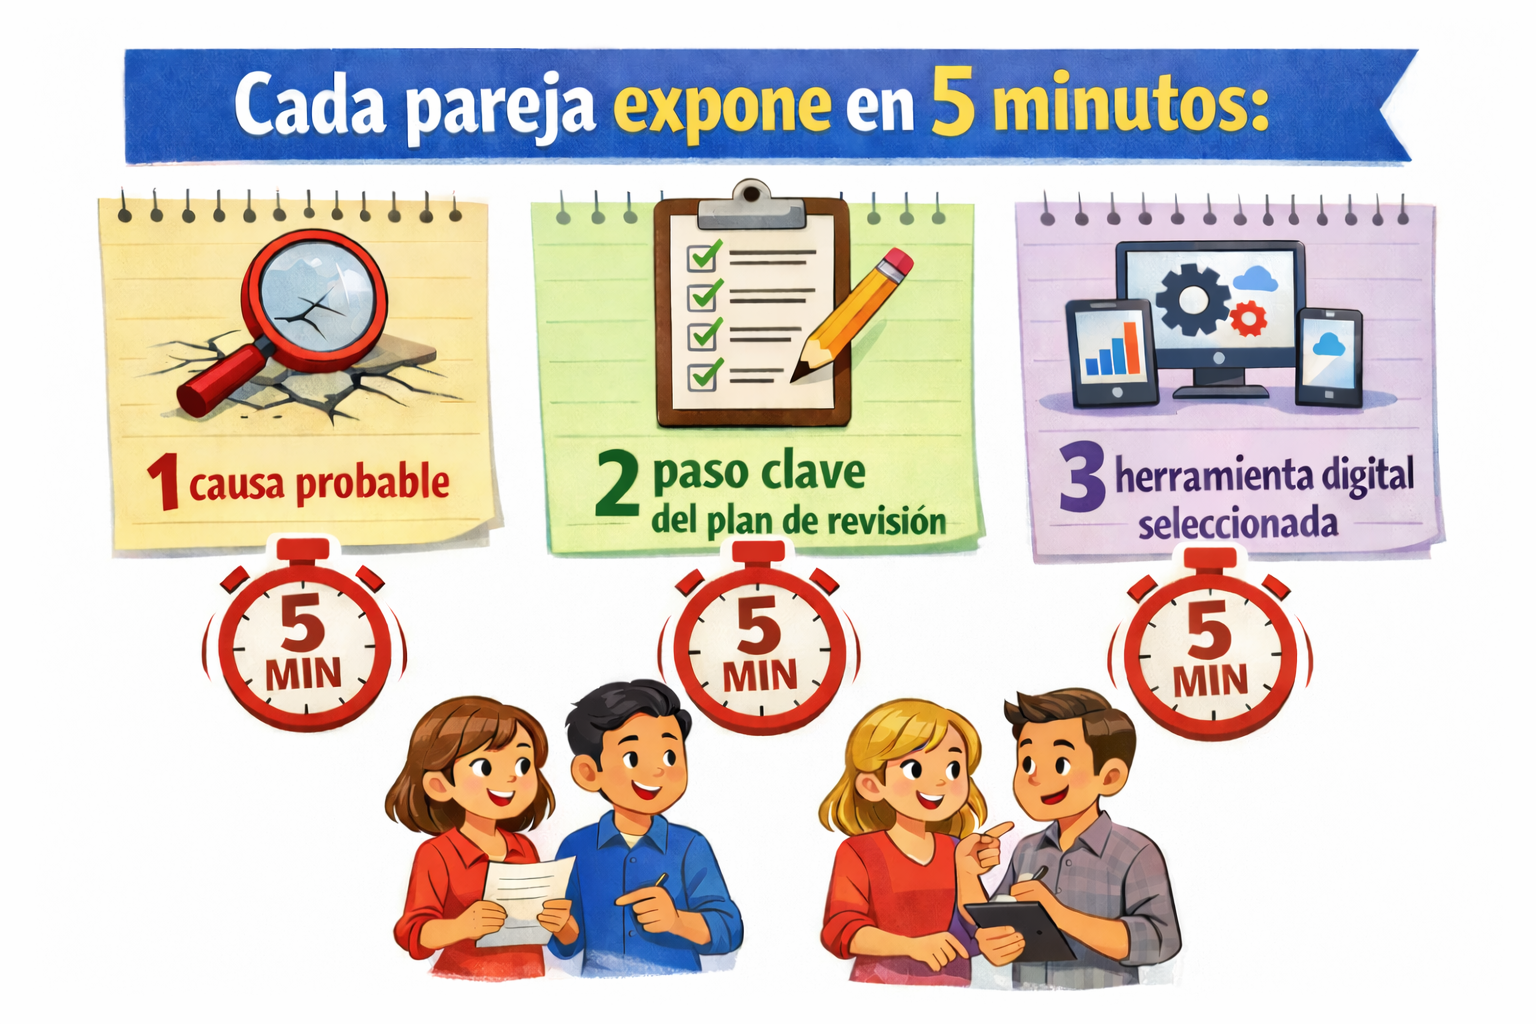 Cada pareja expone en 5 minutos:
1 causa probable
2 paso clave
del plan de revisión
3 herramienta digital
seleccionada
5
MIN
5
MIN
5
MIN